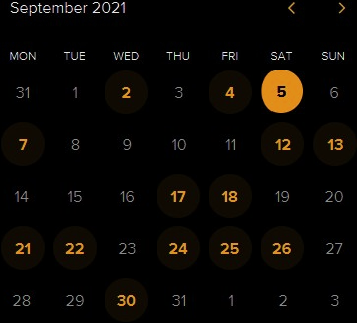 September 2021
MON TUE WED THU FRI SAT SUN
31 1 2 3 4 5 6
7 8 9 10 11 12 13
14 15 16 17 18 19 20
21 22 23 24 25 26 27
28 29 30 31 1 2 3